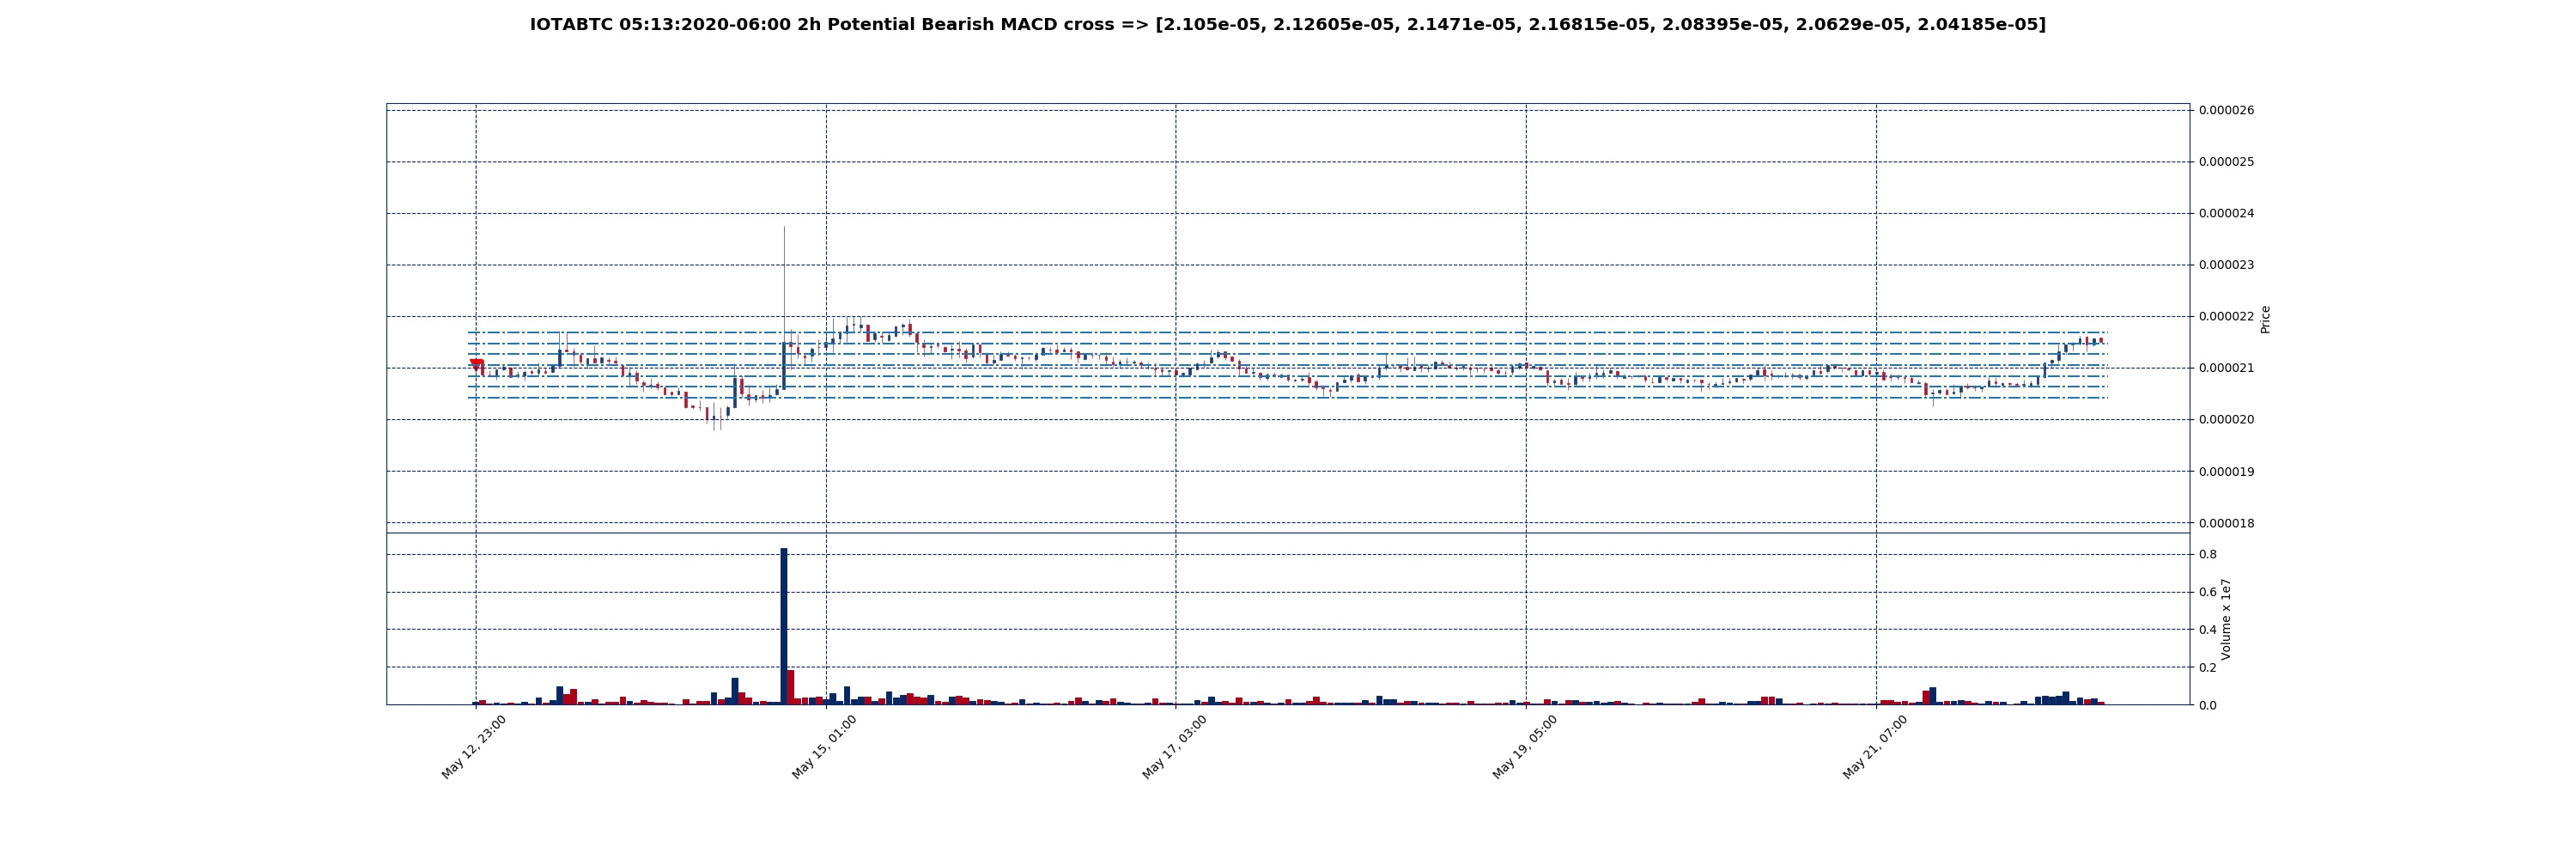 IOTABTC 05:13:2020-06:00 2h Potential Bearish MACD cross => [2.105e-05, 2.12605e-05, 2.1471e-05, 2.16815e-05, 2.08395e-05, 2.0629e-05, 2.04185e-05]
0.000026
0.000025
0.000024
0.000023
0.000022
Price
0.000021
0.000020
0.000019
0.000018
0.8
0.6
0.4
Volume x 1e7
0.2
0.0
May 12, 23:00
May 15, 01:00
May 17, 03:00
May 19, 05:00
May 21, 07:00